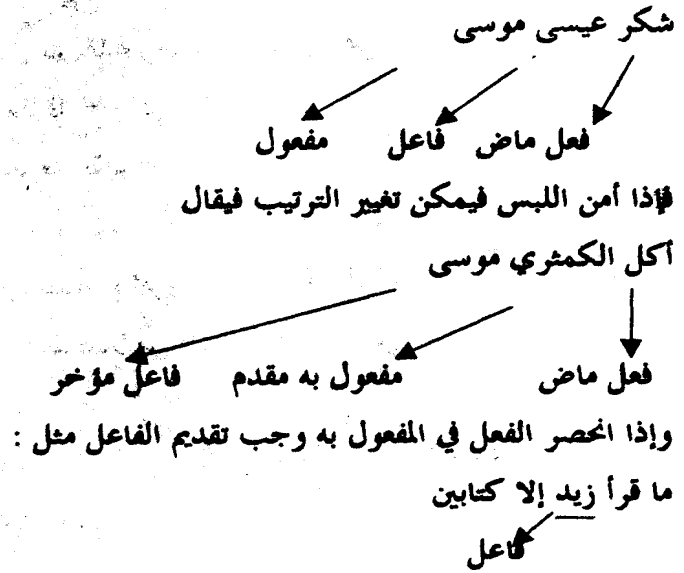 شكر عيسى موسى
فعل ماض فاعل مفعول
فإذا أمن اللبس فيمكن تغيير الترتيب فيقال
أكل الكمثري موسى
فعل ماض مفعول به مقدم فاعل مؤخر
وإذا انحصر الفعل في المفعول به وجب تقديم الفاعل مثل :
ما قرأ زيد إلا كتابين
فاعل